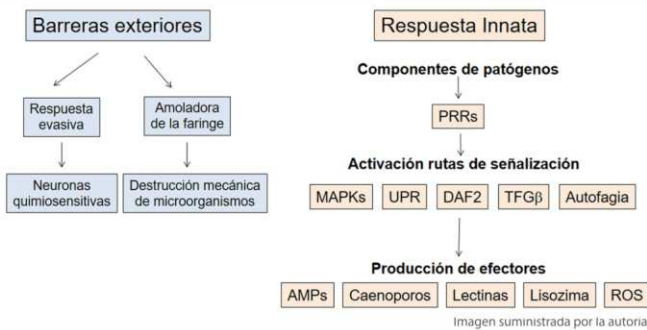 Barreras exteriores
Respuesta
evasiva
Amoladora
de la faringe
Neuronas
quimiosensitivas
Destrucción mecánica
de microorganismos
Respuesta Innata
Componentes de patógenos
PRRs
Activación rutas de señalización
MAPKs
UPR
DAF2
TFGβ
Autofagia
Producción de efectores
AMPs
Caenoporos
Lectinas
Lisozima
ROS
Imagen suministrada por la autoria